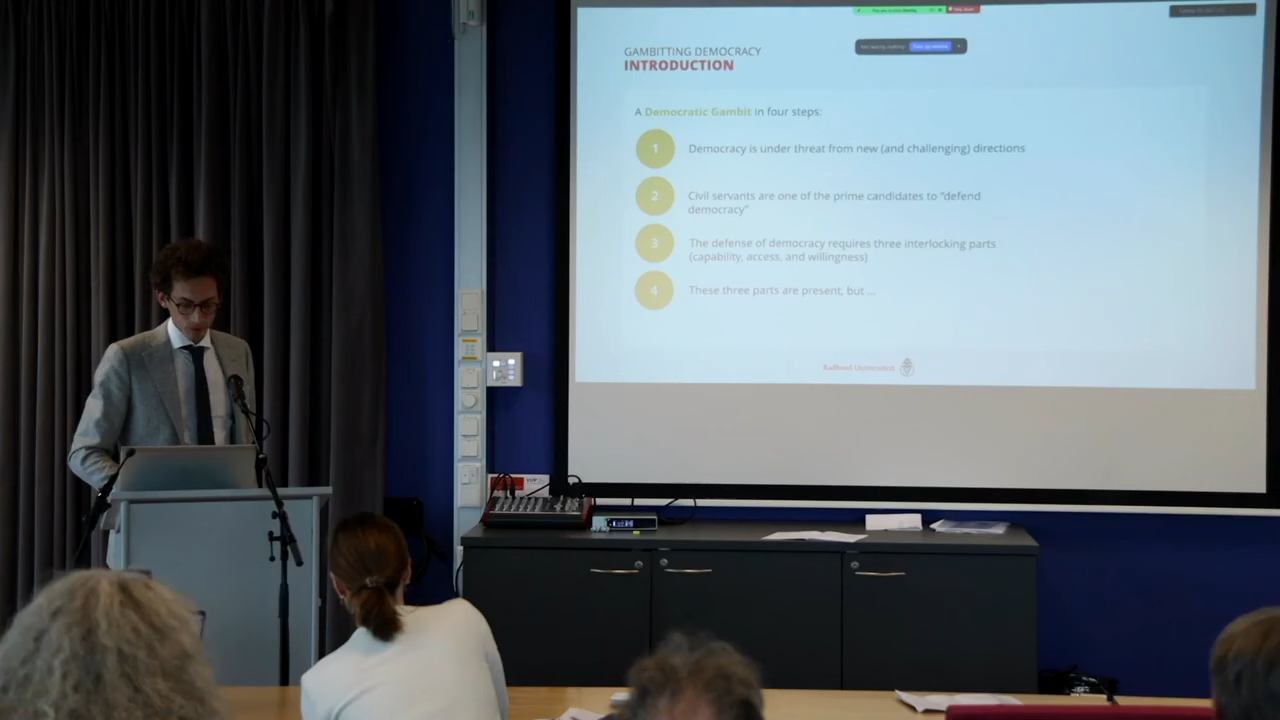 GAMBITTING DEMOCRACY
INTRODUCTION
A Democratic Gambit in four steps:
1
Democracy is under threat from new (and challenging) directions
2
Civil servants are one of the prime candidates to "defend
democracy"
3
The defense of democracy requires three interlocking parts
(capability, access, and willingness)
4
These three parts are present, but ...
Radboud Universiteit